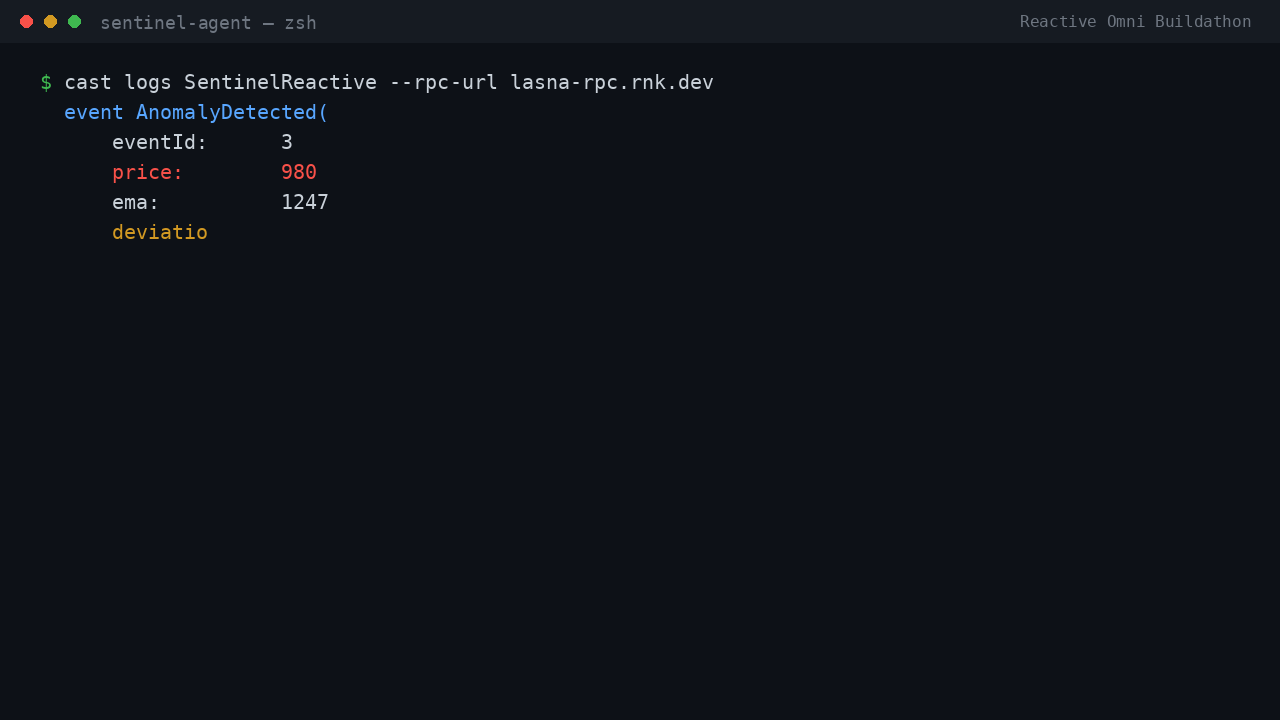 sentinel-agent — zsh
Reactive Omni Buildathon
$ cast logs SentinelReactive --rpc-url lasna-rpc.rnk.dev
event AnomalyDetected(
eventId: 3
price: 980
ema: 1247
deviatio